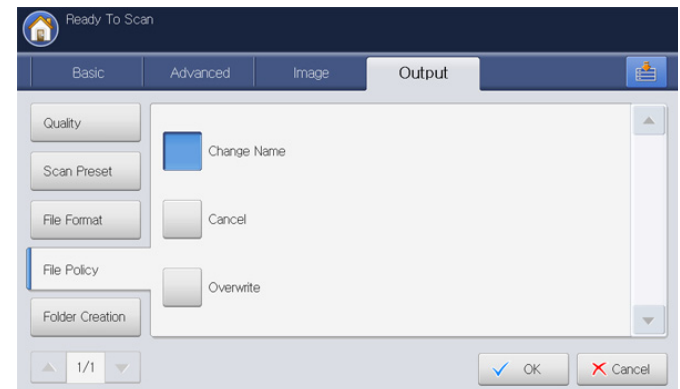 Ready To Scan
Basic
Advanced
Image
Output
Quality
Scan Preset
File Format
File Policy
Folder Creation
1/1
Change Name
Cancel
Overwrite
OK
Cancel